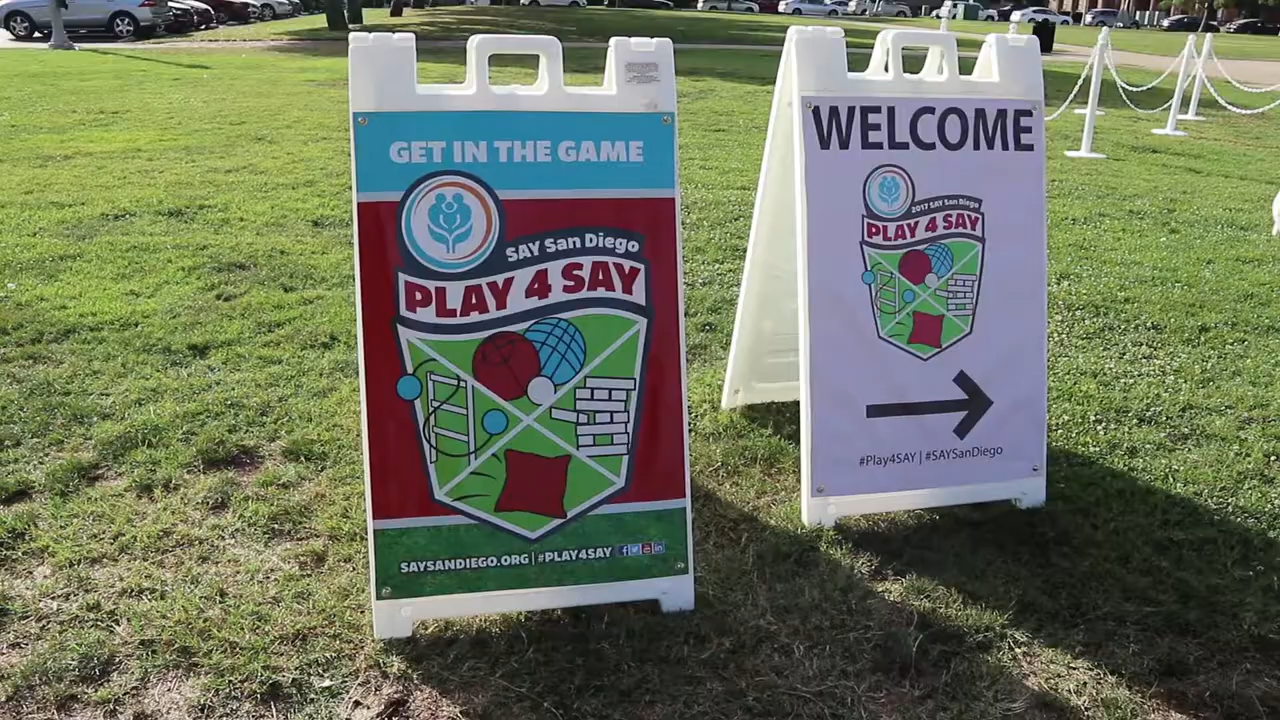 GET IN THE GAME
SAY San Diego
PLAY 4 SAY
SAYSANDIEGO.ORG | #PLAY4SAY
WELCOME
2017 SAY San Diego
PLAY 4 SAY
#Play4SAY | #SAYSanDiego